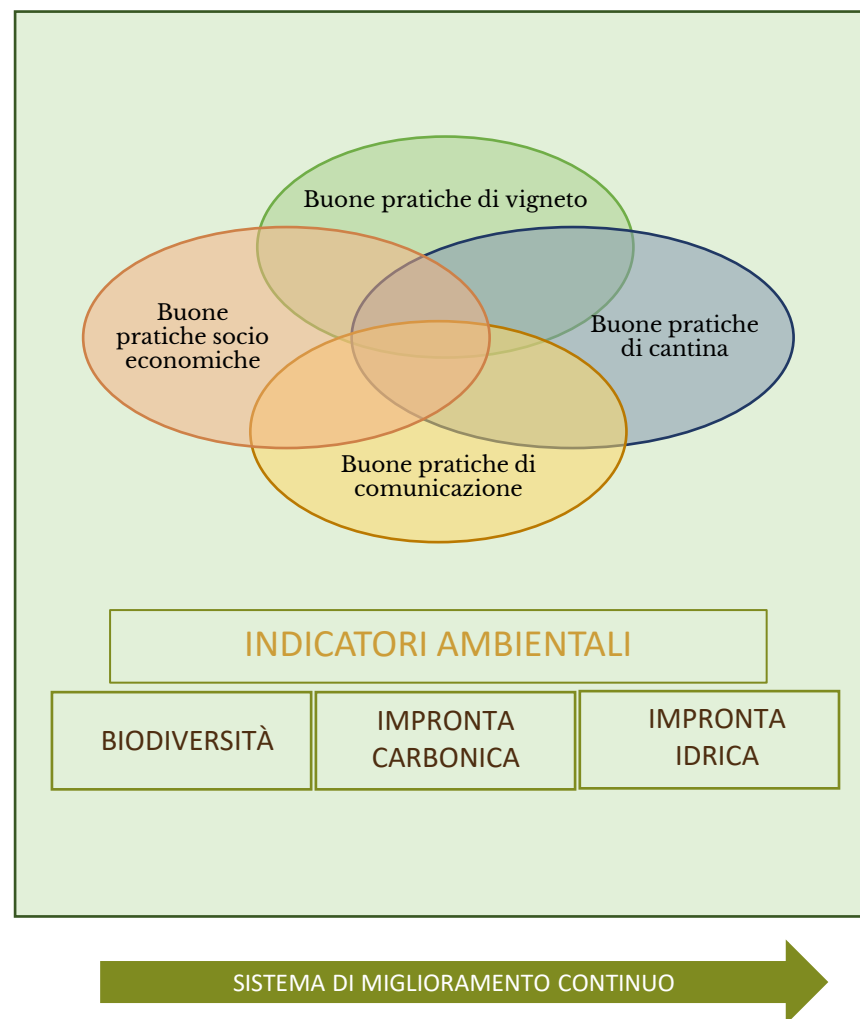 Buone pratiche di vigneto
Buone
pratiche socio
economiche
Buone pratiche
di cantina
Buone pratiche di
comunicazione
INDICATORI AMBIENTALI
BIODIVERSITÀ
IMPRONTA
CARBONICA
IMPRONTA
IDRICA
SISTEMA DI MIGLIORAMENTO CONTINUO